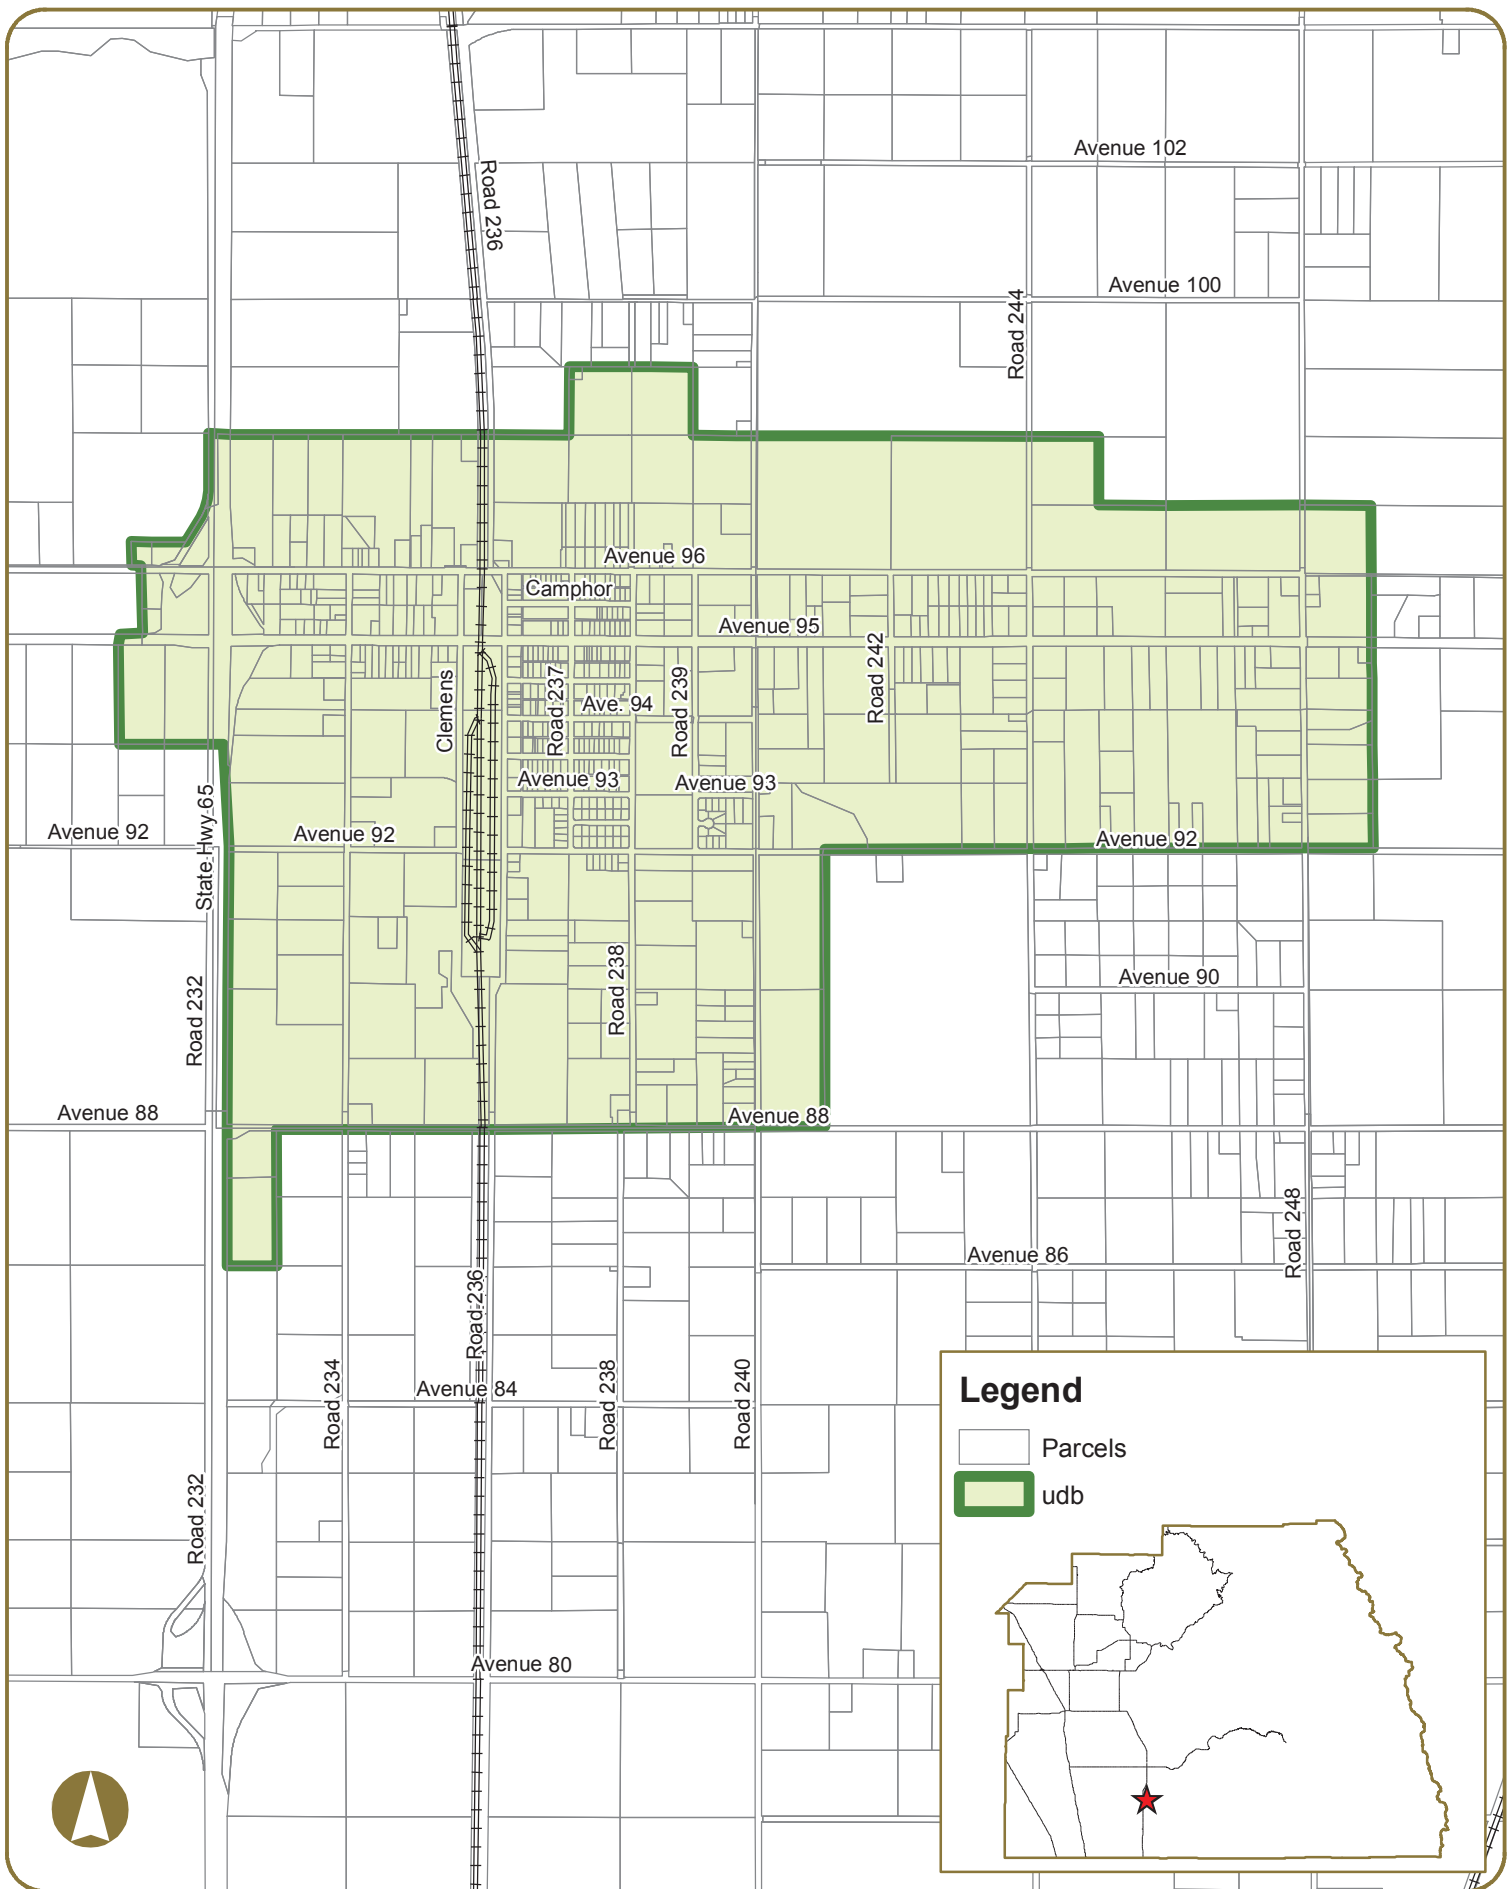 Avenue 102
Road 236
Avenue 100
Road 244
Avenue 96
Camphor
Avenue 95
Road 242
Clemens
Road 237
Ave. 94
Road 239
Avenue 93
Avenue 93
State Hwy 65
Avenue 92
Avenue 92
Avenue 92
Road 238
Avenue 90
Road 232
Avenue 88
Avenue 88
Road 248
Avenue 86
Road 236
Road 234
Avenue 84
Road 238
Road 240
Road 232
Avenue 80
Legend
Parcels
udb